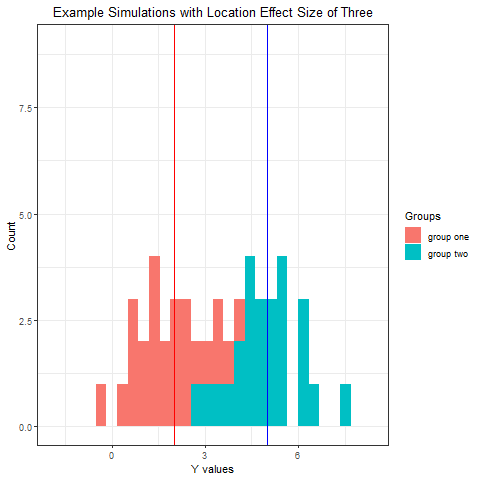 Example Simulations with Location Effect Size of Three
7.5
5.0
2.5
0.0
Count
0 3 6
Y values
Groups
group one
group two